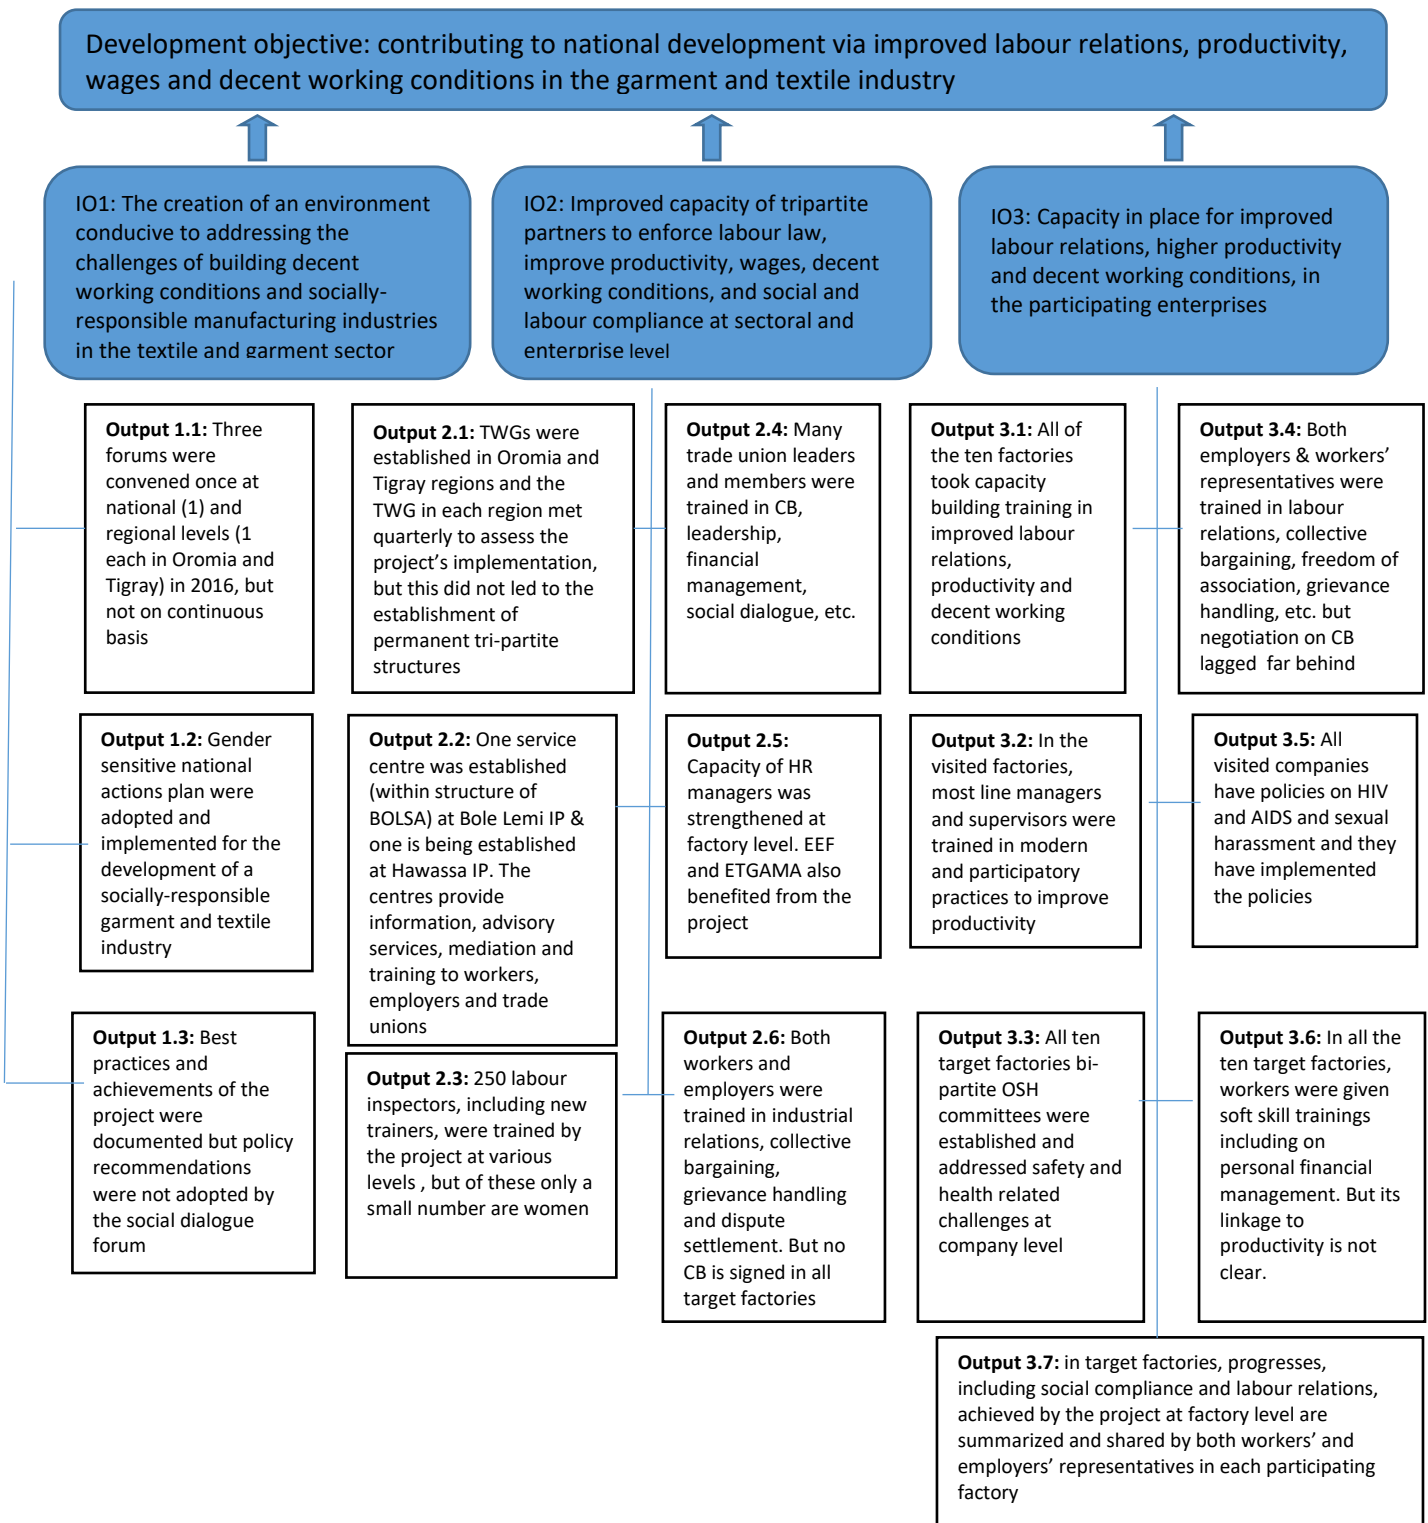 Development objective: contributing to national development via improved labour relations, productivity,
wages and decent working conditions in the garment and textile industry
IO1: The creation of an environment
conducive to addressing the
challenges of building decent
working conditions and socially-
responsible manufacturing industries
in the textile and garment sector
IO2: Improved capacity of tripartite
partners to enforce labour law,
improve productivity, wages, decent
working conditions, and social and
labour compliance at sectoral and
enterprise level
IO3: Capacity in place for improved
labour relations, higher productivity
and decent working conditions, in
the participating enterprises
Output 1.1: Three
forums were
convened once at
national (1) and
regional levels (1
each in Oromia and
Tigray) in 2016, but
not on continuous
basis
Output 2.1: TWGs were
established in Oromia and
Tigray regions and the
TWG in each region met
quarterly to assess the
project's implementation,
but this did not led to the
establishment of
permanent tri-partite
structures
Output 2.4: Many
trade union leaders
and members were
trained in CB,
leadership,
financial
management,
social dialogue, etc.
Output 3.1: All of
the ten factories
took capacity
building training in
improved labour
relations,
productivity and
decent working
conditions
Output 3.4: Both
employers & workers'
representatives were
trained in labour
relations, collective
bargaining, freedom of
association, grievance
handling, etc. but
negotiation on CB
lagged far behind
Output 1.2: Gender
sensitive national
actions plan were
adopted and
implemented for the
development of a
socially-responsible
garment and textile
industry
Output 2.2: One service
centre was established
(within structure of
BOLSA) at Bole Lemi IP &
one is being established
at Hawassa IP. The
centres provide
information, advisory
services, mediation and
training to workers,
employers and trade
unions
Output 2.5:
Capacity of HR
managers was
strengthened at
factory level. EEF
and ETGAMA also
benefited from the
project
Output 3.2: In the
visited factories,
most line managers
and supervisors were
trained in modern
and participatory
practices to improve
productivity
Output 3.5: All
visited companies
have policies on HIV
and AIDS and sexual
harassment and they
have implemented
the policies
Output 1.3: Best
practices and
achievements of the
project were
documented but policy
recommendations
were not adopted by
the social dialogue
forum
Output 2.3: 250 labour
inspectors, including new
trainers, were trained by
the project at various
levels , but of these only a
small number are women
Output 2.6: Both
workers and
employers were
trained in industrial
relations, collective
bargaining,
grievance handling
and dispute
settlement. But no
CB is signed in all
target factories
Output 3.3: All ten
target factories bi-
partite OSH
committees were
established and
addressed safety and
health related
challenges at
company level
Output 3.6: In all the
ten target factories,
workers were given
soft skill trainings
including on
personal financial
management. But its
linkage to
productivity is not
clear.
Output 3.7: in target factories, progresses,
including social compliance and labour relations,
achieved by the project at factory level are
summarized and shared by both workers' and
employers' representatives in each participating
factory